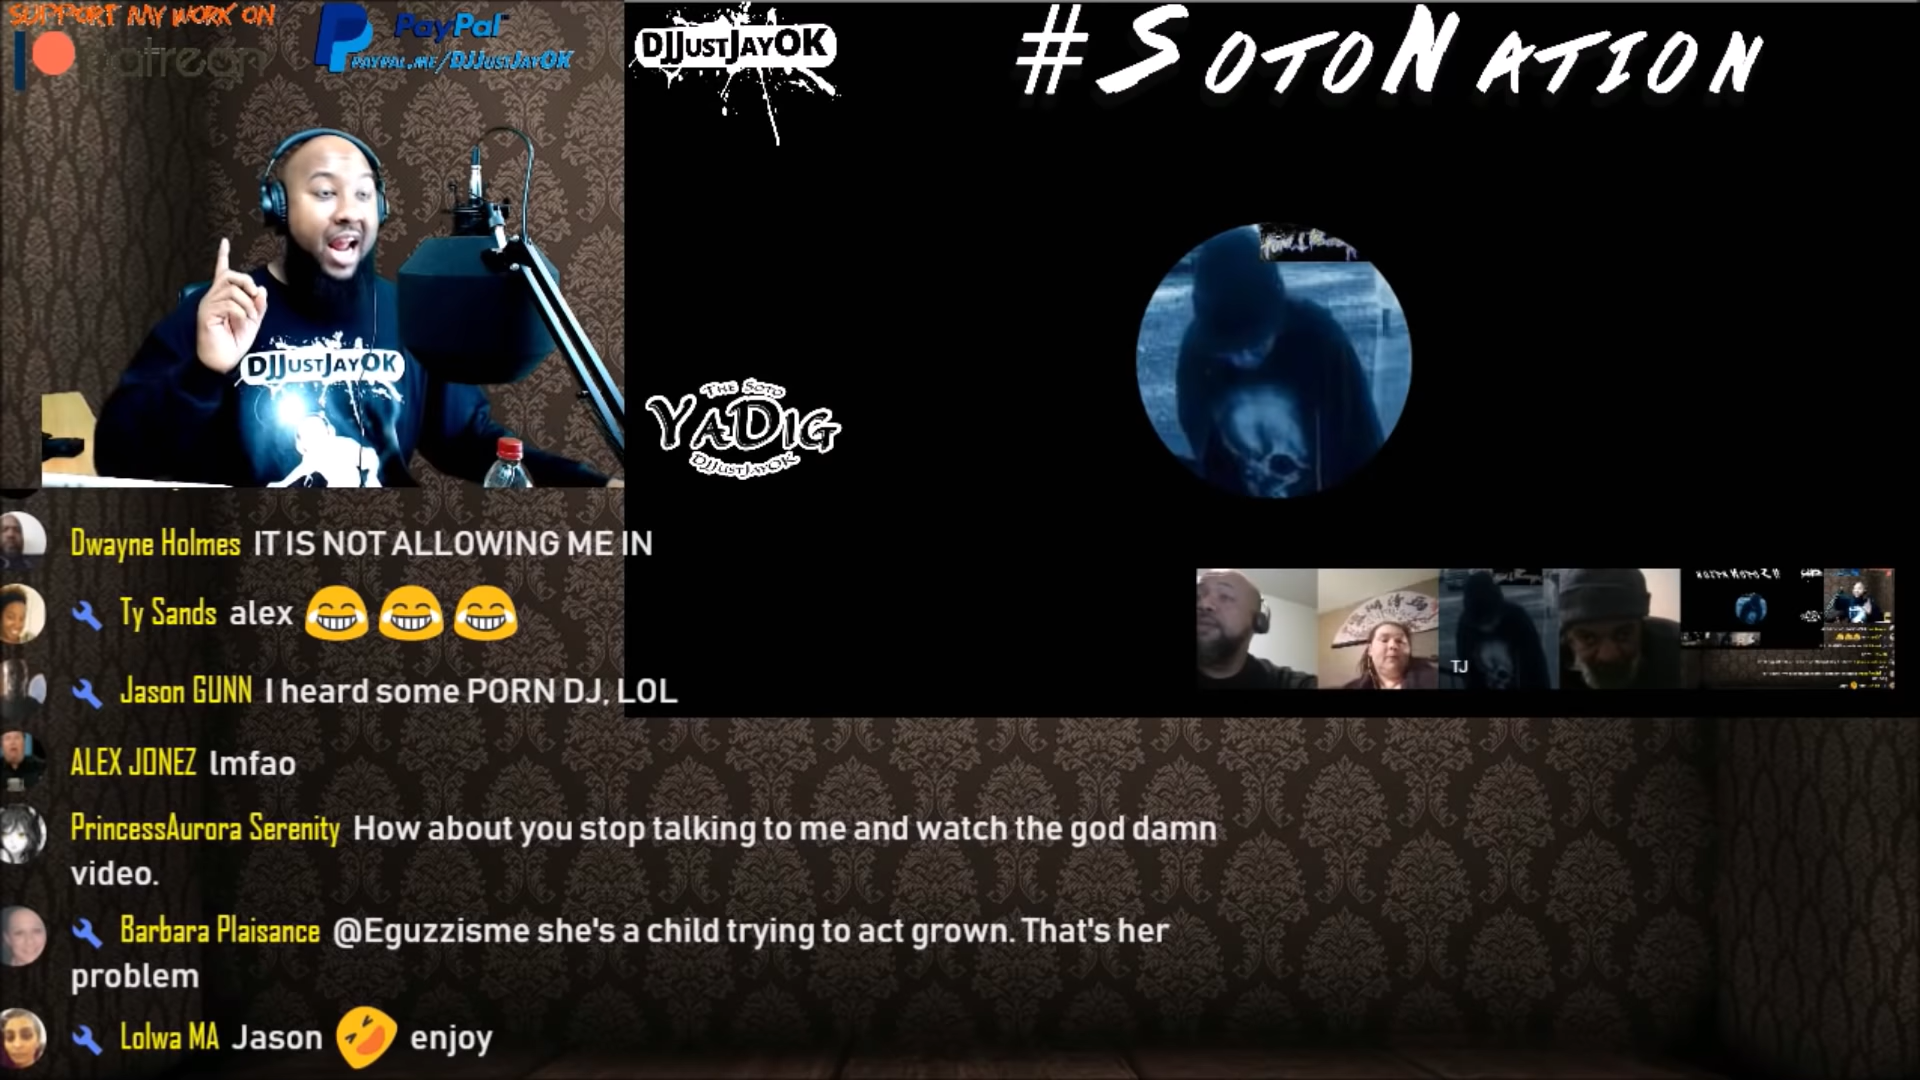 SUPPORT MY WORK ON
Patreon
PayPal
PAYPAL.ME/DJJUSTJAYOK
DJJUSTJAYOK
#SOTONATION
DJJUSTJAYOK
THE SOTO
YADIG
DJJUSTJAYOK
TJ
Dwayne Holmes IT IS NOT ALLOWING ME IN
Ty Sands alex 😂😂😂
Jason GUNN I heard some PORN DJ, LOL
ALEX JONEZ lmfao
PrincessAurora Serenity How about you stop talking to me and watch the god damn
video.
Barbara Plaisance @Eguzzisme she's a child trying to act grown. That's her
problem
Lolwa MA Jason 🤣 enjoy